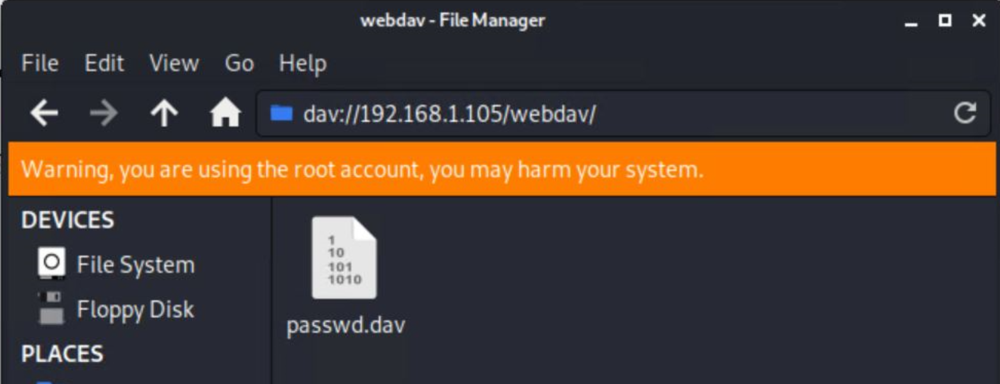 webdav - File Manager
File Edit View Go Help
dav://192.168.1.105/webdav/
Warning, you are using the root account, you may harm your system.
DEVICES
File System
Floppy Disk
PLACES
1
10
101
1010
passwd.dav